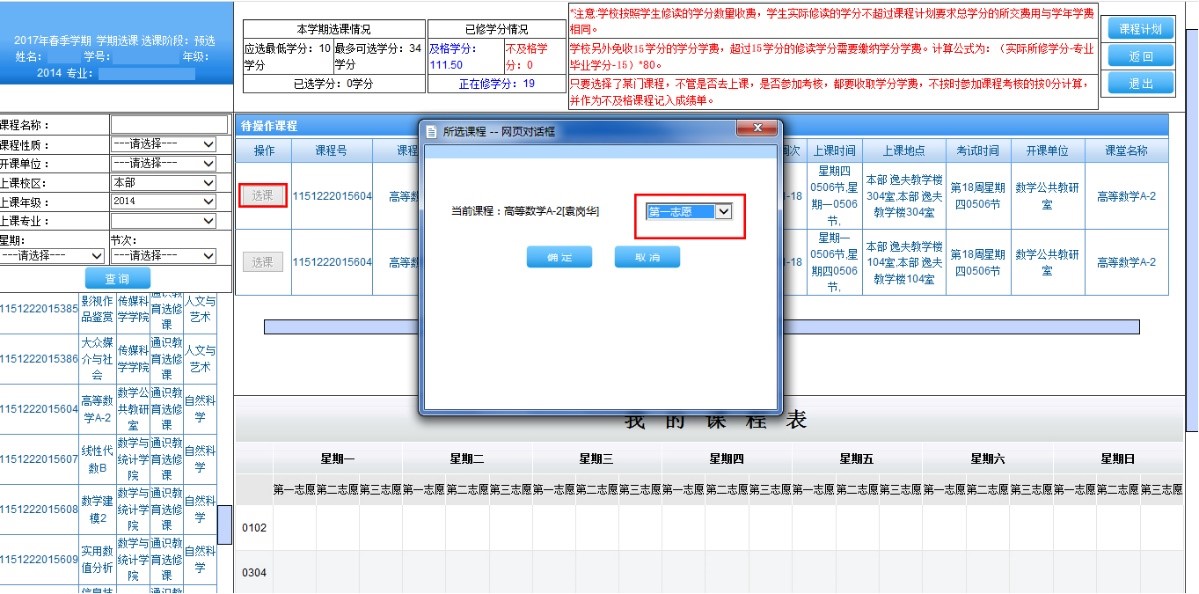 2017年春季学期 学期选课 选课阶段：预选
姓名：
学号：
年级：
2014 专业：
本学期选课情况
应选最低学分：10学分
最多可选学分：34学分
已选学分：0学分
已修学分情况
及格学分：111.50
不及格学分：0
正在修学分：19
*注意:学校按照学生修读的学分数量收费，学生实际修读的学分不超过课程计划要求总学分的所交费用与学年学费
相同。
学校另外免收15学分的学分学费，超过15学分的修读学分需要缴纳学分学费。计算公式为：（实际所修学分-专业
毕业学分-15）*80。
只要选择了某门课程，不管是否去上课，是否参加考核，都要收取学分学费，不按时参加课程考核的按0分计算，
并作为不及格课程记入成绩单。
课程计划
返 回
退 出
课程名称：
课程性质：
---请选择---
开课单位：
---请选择---
上课校区：
本部
上课年级：
2014
上课专业：
星期：
节次：
---请选择---
---请选择---
查 询
1151222015385 影视作品鉴赏 传媒科学学院 通识教育选修课 人文与艺术
1151222015386 大众媒介与社会 传媒科学学院 通识教育选修课 人文与艺术
1151222015604 高等数学A-2 数学公共教研室 通识教育选修课 自然科学
1151222015607 线性代数B 数学与统计学院 通识教育选修课 自然科学
1151222015608 数学建模2 数学与统计学院 通识教育选修课 自然科学
1151222015609 实用数值分析 数学与统计学院 通识教育选修课 自然科学
待操作课程
操作 课程号 课程 周次 上课时间 上课地点 考试时间 开课单位 课堂名称
选课 1151222015604 高等数 -18 星期四0506节,星期一0506节, 本部 逸夫教学楼304室,本部 逸夫教学楼304室 第18周星期四0506节 数学公共教研室 高等数学A-2
选课 1151222015604 高等数 -18 星期一0506节,星期四0506节, 本部 逸夫教学楼104室,本部 逸夫教学楼104室 第18周星期四0506节 数学公共教研室 高等数学A-2
所选课程 -- 网页对话框
当前课程：高等数学A-2[袁岗华]
第一志愿
确 定
取 消
我 的 课 程 表
星期一 星期二 星期三 星期四 星期五 星期六 星期日
第一志愿 第二志愿 第三志愿 第一志愿 第二志愿 第三志愿 第一志愿 第二志愿 第三志愿 第一志愿 第二志愿 第三志愿 第一志愿 第二志愿 第三志愿 第一志愿 第二志愿 第三志愿 第一志愿 第二志愿 第三志愿
0102
0304